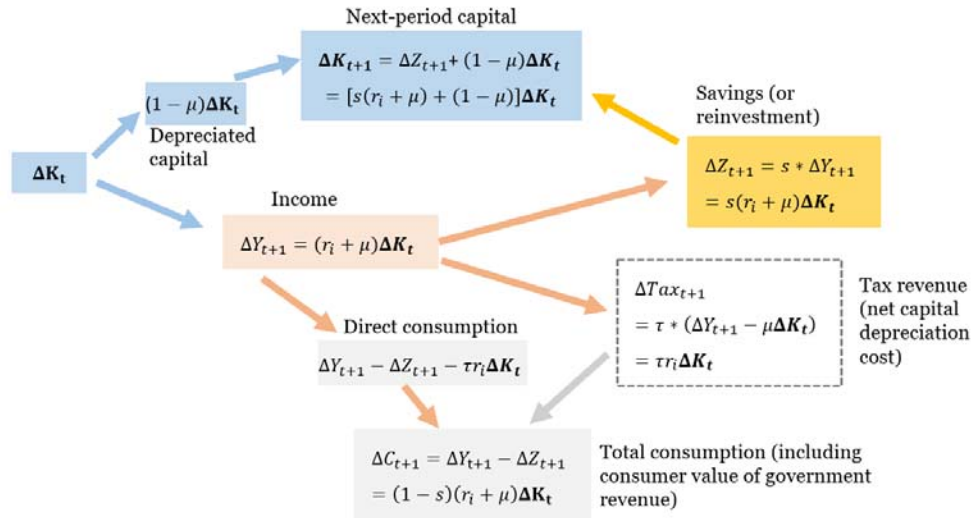 Next-period capital
ΔK_{t+1} = ΔZ_{t+1} + (1 − μ)ΔK_t
= [s(r_i + μ) + (1 − μ)]ΔK_t
(1 − μ)ΔK_t
Depreciated
capital
ΔK_t
Savings (or
reinvestment)
ΔZ_{t+1} = s * ΔY_{t+1}
= s(r_i + μ)ΔK_t
Income
ΔY_{t+1} = (r_i + μ)ΔK_t
ΔTax_{t+1}
= τ * (ΔY_{t+1} − μΔK_t)
= τr_iΔK_t
Tax revenue
(net capital
depreciation
cost)
Direct consumption
ΔY_{t+1} − ΔZ_{t+1} − τr_iΔK_t
ΔC_{t+1} = ΔY_{t+1} − ΔZ_{t+1}
= (1 − s)(r_i + μ)ΔK_t
Total consumption (including
consumer value of government
revenue)